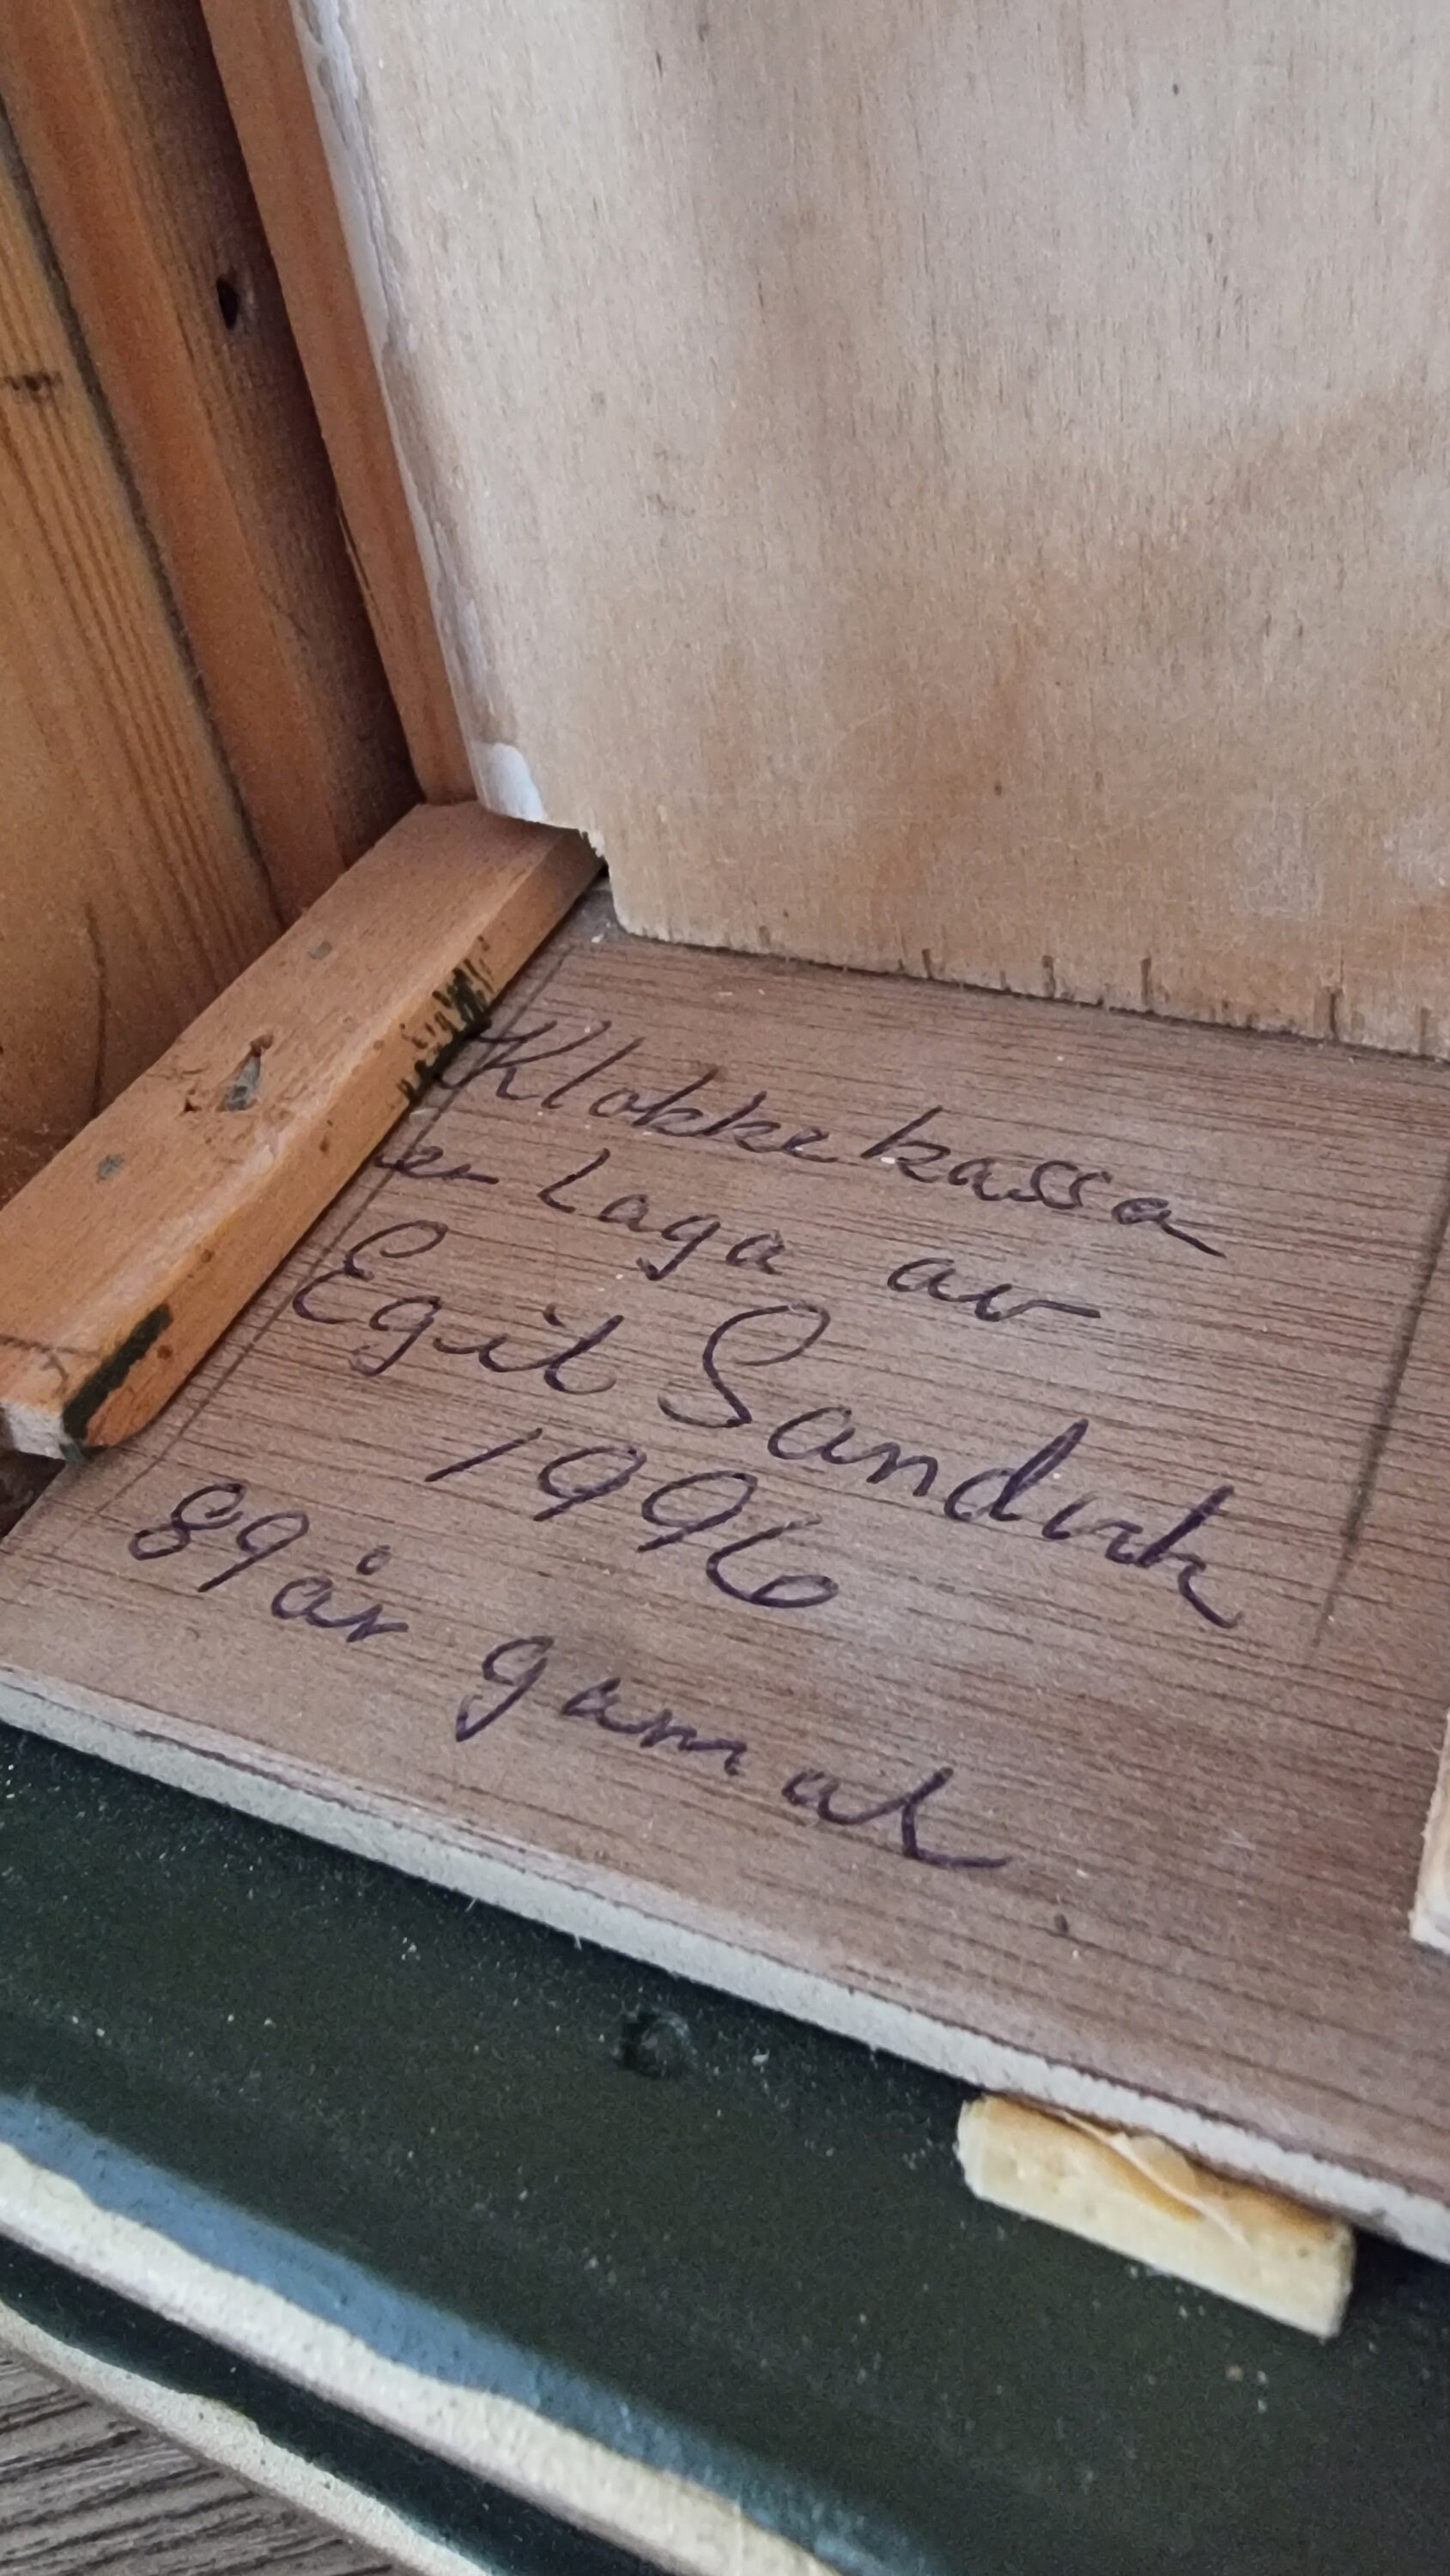 Klokkekassa
er Laga av
Egil Sandvik
1996
89 år gamal